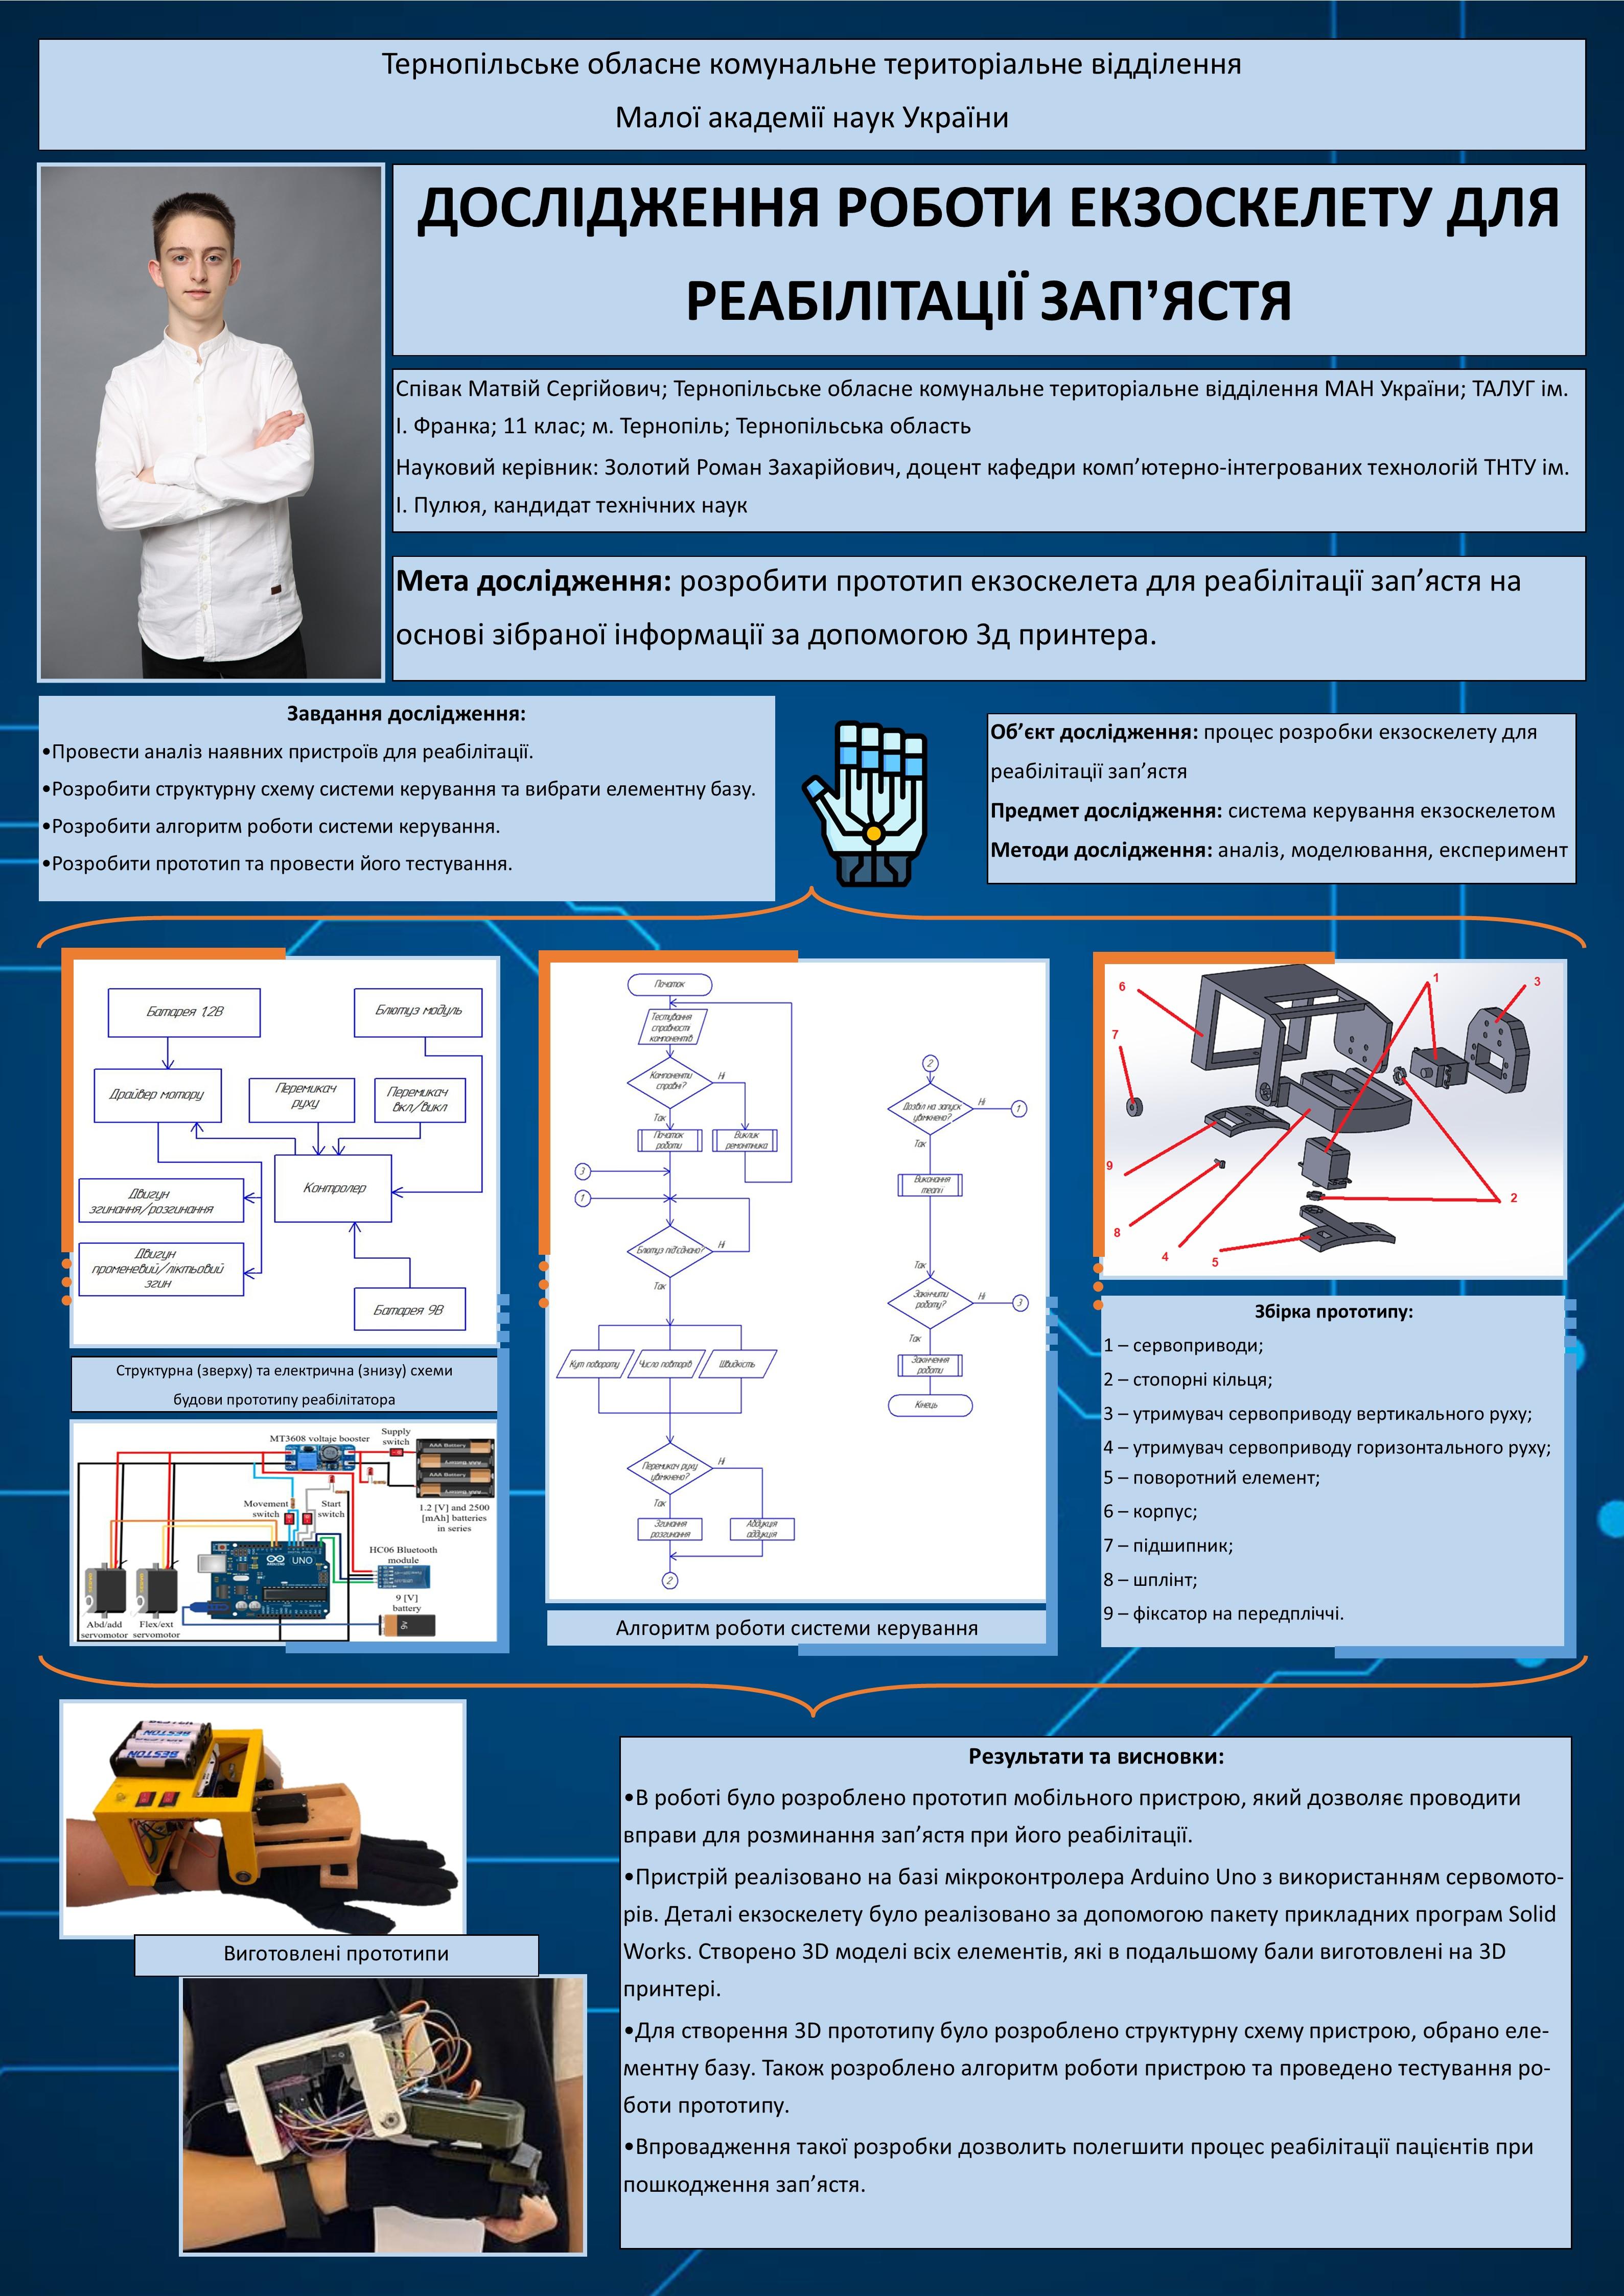 Тернопільське обласне комунальне територіальне відділення
Малої академії наук України
ДОСЛІДЖЕННЯ РОБОТИ ЕКЗОСКЕЛЕТУ ДЛЯ
РЕАБІЛІТАЦІЇ ЗАП’ЯСТЯ
Співак Матвій Сергійович; Тернопільське обласне комунальне територіальне відділення МАН України; ТАЛУГ ім.
І. Франка; 11 клас; м. Тернопіль; Тернопільська область
Науковий керівник: Золотий Роман Захарійович, доцент кафедри комп’ютерно-інтегрованих технологій ТНТУ ім.
І. Пулюя, кандидат технічних наук
Мета дослідження: розробити прототип екзоскелета для реабілітації зап’ястя на
основі зібраної інформації за допомогою 3д принтера.
Завдання дослідження:
•Провести аналіз наявних пристроїв для реабілітації.
•Розробити структурну схему системи керування та вибрати елементну базу.
•Розробити алгоритм роботи системи керування.
•Розробити прототип та провести його тестування.
Об’єкт дослідження: процес розробки екзоскелету для
реабілітації зап’ястя
Предмет дослідження: система керування екзоскелетом
Методи дослідження: аналіз, моделювання, експеримент
Батарея 1.2В
Блютуз модуль
Драйвер мотору
Перемикач
руху
Перемикач
вкл/викл
Контролер
Двигун
згинання/розгинання
Двигун
променевий/ліктьовий
згин
Батарея 9В
Структурна (зверху) та електрична (знизу) схеми
будови прототипу реабілітатора
MT3608 voltaje booster
Supply
switch
AAA Battery
AAA Battery
Movement
switch
Start
switch
1.2 [V] and 2500
[mAh] batteries
in series
UNO
HC06 Bluetooth
module
9 [V]
battery
9V
Abd/add
servomotor
Flex/ext
servomotor
Початок
Тестування
справності
компонентів
Компоненти
справні?
Ні
Так
Початок
роботи
Виклик
ремонтника
3
1
Блютуз під'єднано?
Ні
Так
Кут повороту
Число повторів
Швидкість
Перемикач руху
увімкнено?
Ні
Так
Згинання
розгинання
Абдукція
аддукція
2
2
Дозвіл на запуск
увімкнено?
Ні
1
Так
Виконання
терапії
Так
Закінчити
роботу?
Ні
3
Так
Закінчення
роботи
Кінець
Алгоритм роботи системи керування
1
3
6
7
9
8
4
5
2
Збірка прототипу:
1 – сервоприводи;
2 – стопорні кільця;
3 – утримувач сервоприводу вертикального руху;
4 – утримувач сервоприводу горизонтального руху;
5 – поворотний елемент;
6 – корпус;
7 – підшипник;
8 – шплінт;
9 – фіксатор на передпліччі.
BESTON
BESTON
Виготовлені прототипи
Результати та висновки:
•В роботі було розроблено прототип мобільного пристрою, який дозволяє проводити
вправи для розминання зап’ястя при його реабілітації.
•Пристрій реалізовано на базі мікроконтролера Arduino Uno з використанням сервомото-
рів. Деталі екзоскелету було реалізовано за допомогою пакету прикладних програм Solid
Works. Створено 3D моделі всіх елементів, які в подальшому бали виготовлені на 3D
принтері.
•Для створення 3D прототипу було розроблено структурну схему пристрою, обрано еле-
ментну базу. Також розроблено алгоритм роботи пристрою та проведено тестування ро-
боти прототипу.
•Впровадження такої розробки дозволить полегшити процес реабілітації пацієнтів при
пошкодження зап’ястя.